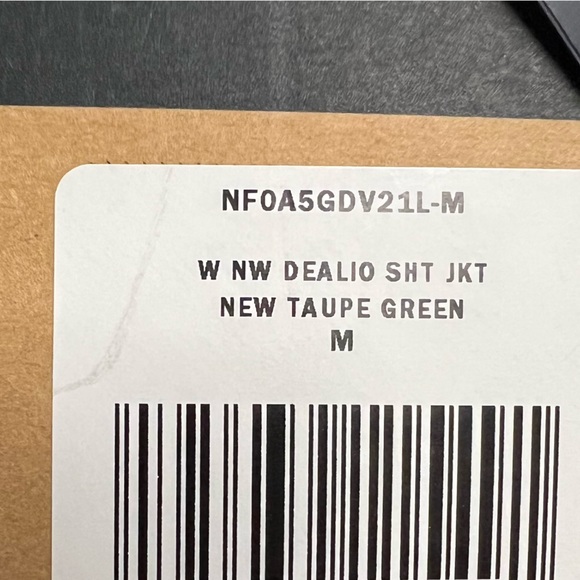 NF0A5GDV21L-M
W NW DEALIO SHT JKT
NEW TAUPE GREEN
M